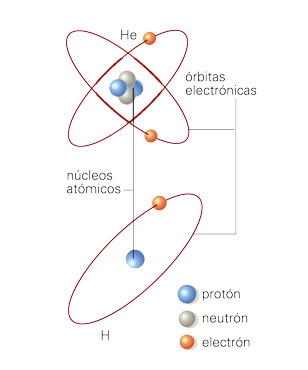 He
órbitas
electrónicas
núcleos
atómicos
protón
neutrón
electrón
H